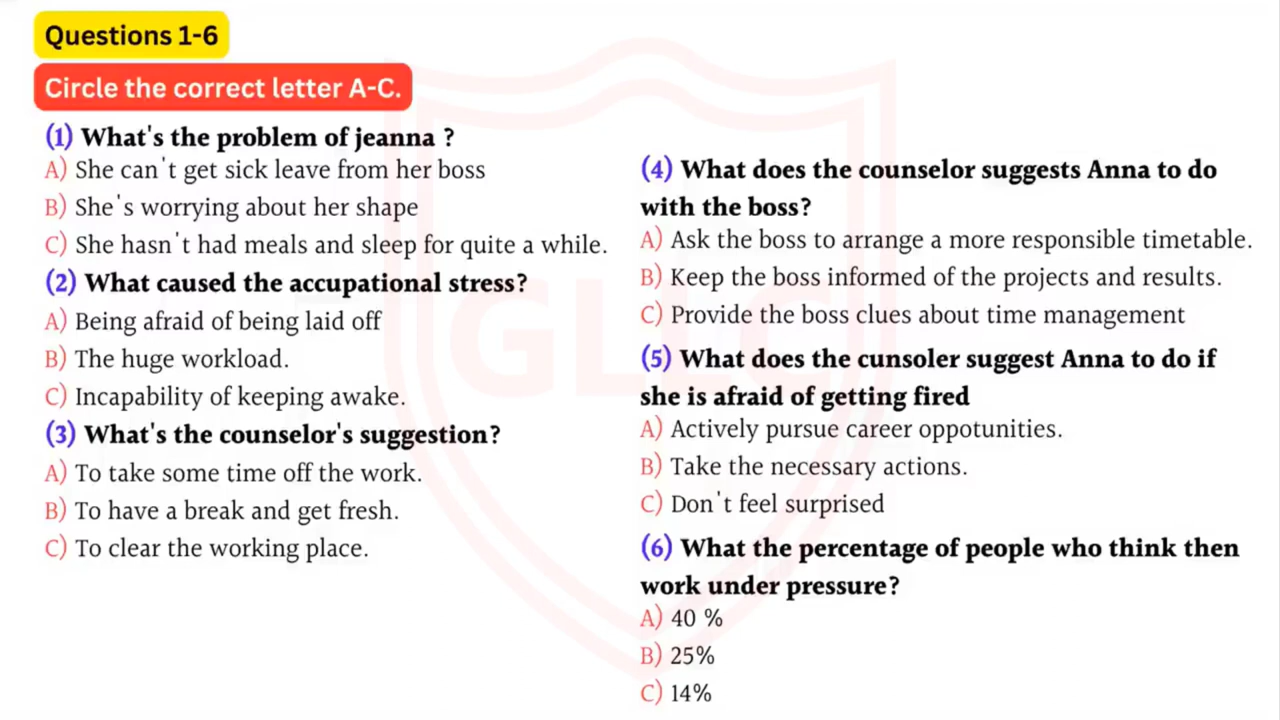 Questions 1-6
Circle the correct letter A-C.
(1) What's the problem of jeanna ?
A) She can't get sick leave from her boss
B) She's worrying about her shape
C) She hasn't had meals and sleep for quite a while.
(2) What caused the accupational stress?
A) Being afraid of being laid off
B) The huge workload.
C) Incapability of keeping awake.
(3) What's the counselor's suggestion?
A) To take some time off the work.
B) To have a break and get fresh.
C) To clear the working place.
(4) What does the counselor suggests Anna to do
with the boss?
A) Ask the boss to arrange a more responsible timetable.
B) Keep the boss informed of the projects and results.
C) Provide the boss clues about time management
(5) What does the cunsoler suggest Anna to do if
she is afraid of getting fired
A) Actively pursue career oppotunities.
B) Take the necessary actions.
C) Don't feel surprised
(6) What the percentage of people who think then
work under pressure?
A) 40 %
B) 25%
C) 14%